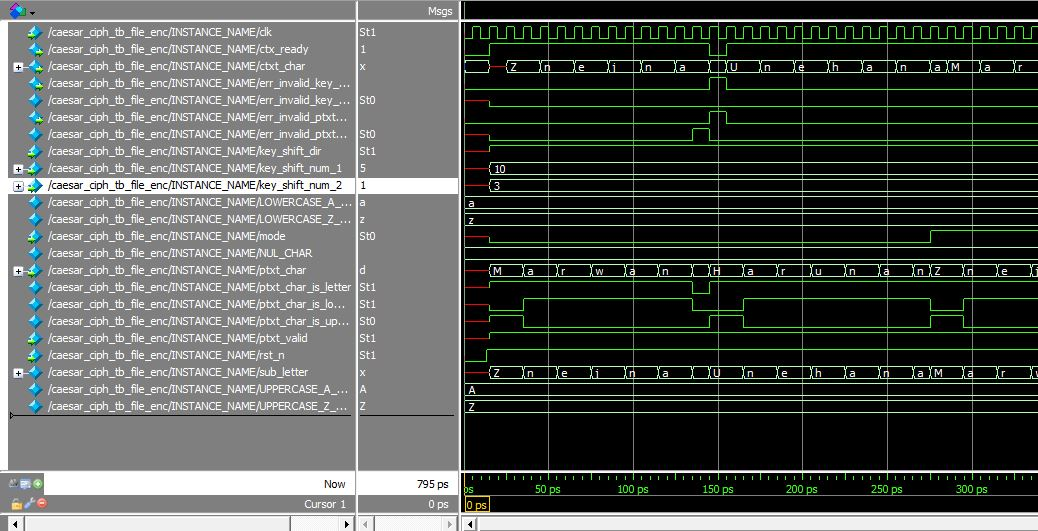 Msgs
/caesar_ciph_tb_file_enc/INSTANCE_NAME/clk St1
/caesar_ciph_tb_file_enc/INSTANCE_NAME/ctx_ready 1
/caesar_ciph_tb_file_enc/INSTANCE_NAME/ctxt_char x Z n e j n a U n e h a n a M a r
/caesar_ciph_tb_file_enc/INSTANCE_NAME/err_invalid_key_...
/caesar_ciph_tb_file_enc/INSTANCE_NAME/err_invalid_key_... St0
/caesar_ciph_tb_file_enc/INSTANCE_NAME/err_invalid_ptxt...
/caesar_ciph_tb_file_enc/INSTANCE_NAME/err_invalid_ptxt... St0
/caesar_ciph_tb_file_enc/INSTANCE_NAME/key_shift_dir St1
/caesar_ciph_tb_file_enc/INSTANCE_NAME/key_shift_num_1 5 10
/caesar_ciph_tb_file_enc/INSTANCE_NAME/key_shift_num_2 1 3
/caesar_ciph_tb_file_enc/INSTANCE_NAME/LOWERCASE_A_... a a
/caesar_ciph_tb_file_enc/INSTANCE_NAME/LOWERCASE_Z_... z z
/caesar_ciph_tb_file_enc/INSTANCE_NAME/mode St0
/caesar_ciph_tb_file_enc/INSTANCE_NAME/NUL_CHAR
/caesar_ciph_tb_file_enc/INSTANCE_NAME/ptxt_char d M a r w a n H a r u n a n Z n e j
/caesar_ciph_tb_file_enc/INSTANCE_NAME/ptxt_char_is_letter St1
/caesar_ciph_tb_file_enc/INSTANCE_NAME/ptxt_char_is_lo... St1
/caesar_ciph_tb_file_enc/INSTANCE_NAME/ptxt_char_is_up... St0
/caesar_ciph_tb_file_enc/INSTANCE_NAME/ptxt_valid St1
/caesar_ciph_tb_file_enc/INSTANCE_NAME/rst_n St1
/caesar_ciph_tb_file_enc/INSTANCE_NAME/sub_letter x Z n e j n a U n e h a n a M a r
/caesar_ciph_tb_file_enc/INSTANCE_NAME/UPPERCASE_A_... A A
/caesar_ciph_tb_file_enc/INSTANCE_NAME/UPPERCASE_Z_... Z Z
Now 795 ps ps 50 ps 100 ps 150 ps 200 ps 250 ps 300 ps
Cursor 1 0 ps 0 ps